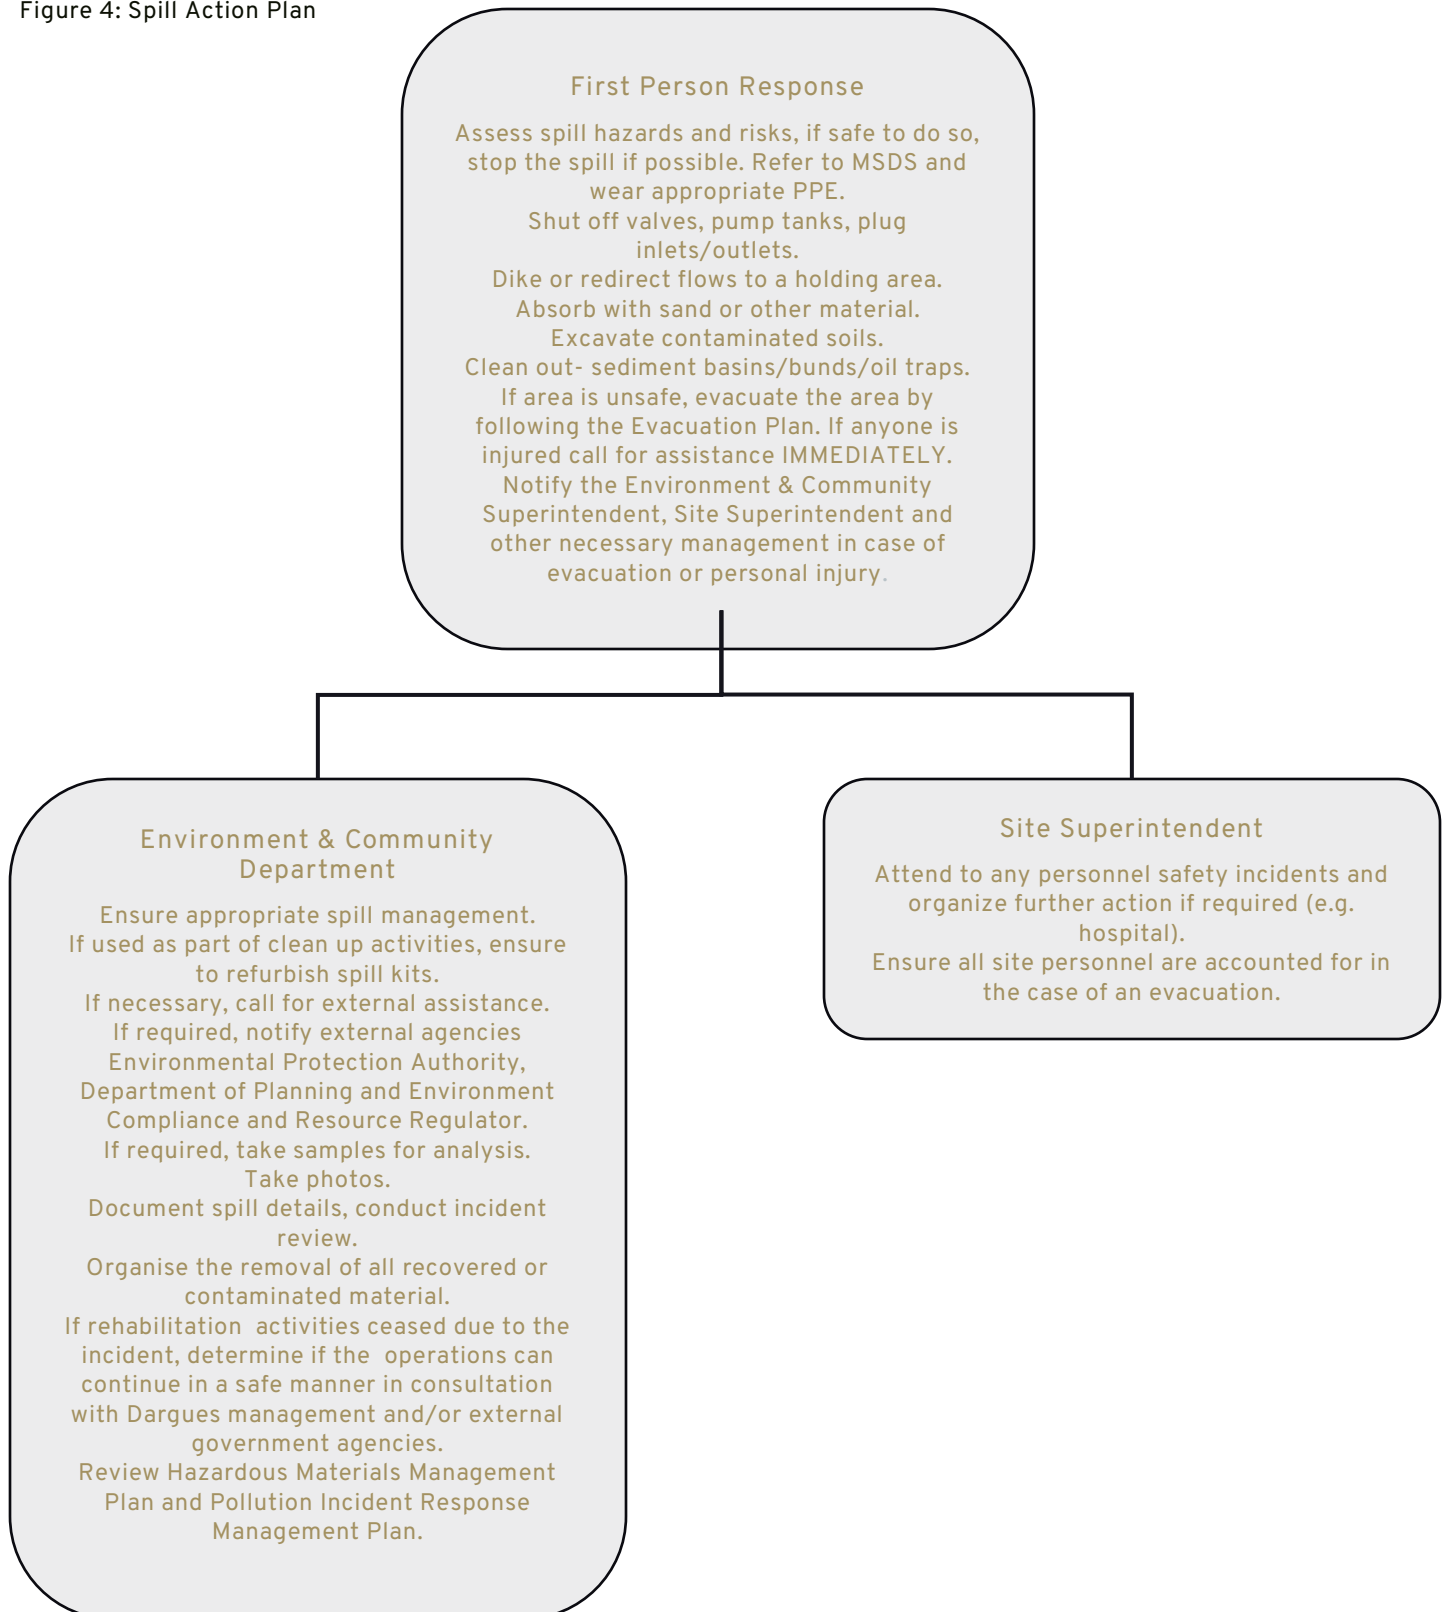 Figure 4: Spill Action Plan
First Person Response
Assess spill hazards and risks, if safe to do so,
stop the spill if possible. Refer to MSDS and
wear appropriate PPE.
Shut off valves, pump tanks, plug
inlets/outlets.
Dike or redirect flows to a holding area.
Absorb with sand or other material.
Excavate contaminated soils.
Clean out- sediment basins/bunds/oil traps.
If area is unsafe, evacuate the area by
following the Evacuation Plan. If anyone is
injured call for assistance IMMEDIATELY.
Notify the Environment & Community
Superintendent, Site Superintendent and
other necessary management in case of
evacuation or personal injury.
Environment & Community
Department
Ensure appropriate spill management.
If used as part of clean up activities, ensure
to refurbish spill kits.
If necessary, call for external assistance.
If required, notify external agencies
Environmental Protection Authority,
Department of Planning and Environment
Compliance and Resource Regulator.
If required, take samples for analysis.
Take photos.
Document spill details, conduct incident
review.
Organise the removal of all recovered or
contaminated material.
If rehabilitation  activities ceased due to the
incident, determine if the  operations can
continue in a safe manner in consultation
with Dargues management and/or external
government agencies.
Review Hazardous Materials Management
Plan and Pollution Incident Response
Management Plan.
Site Superintendent
Attend to any personnel safety incidents and
organize further action if required (e.g.
hospital).
Ensure all site personnel are accounted for in
the case of an evacuation.